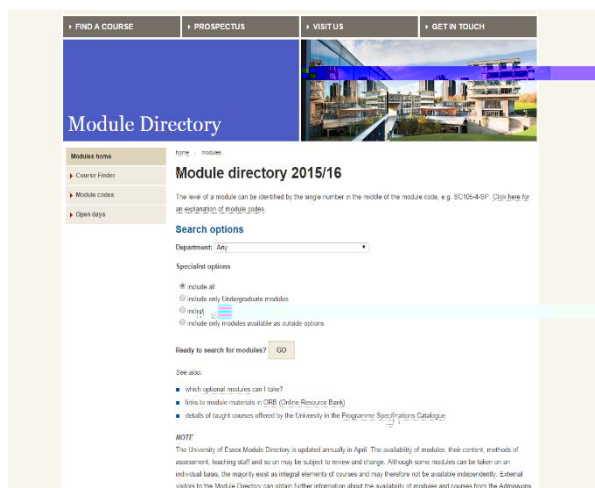 FIND A COURSE
PROSPECTUS
VISIT US
GET IN TOUCH
Module Directory
Modules home
Course Finder
Module codes
Open days
home modules
Module directory 2015/16
The level of a module can be identified by the single number in the middle of the module code, e.g. SC105-4-SP. Click here for
an explanation of module codes.
Search options
Department: Any
Specialist options
include all
include only Undergraduate modules
include only modules available as outside options
Ready to search for modules? GO
See also:
which optional modules can I take?
links to module materials in ORB (Online Resource Bank)
details of taught courses offered by the University in the Programme Specifications Catalogue
NOTE
The University of Essex Module Directory is updated annually in April. The availability of modules, their content, methods of
assessment, teaching staff and so on may be subject to review and change. Although some modules can be taken on an
individual basis, the majority exist as integral elements of courses and may therefore not be available independently. External
visitors to the Module Directory can obtain further information about the availability of modules and courses from the Admissions